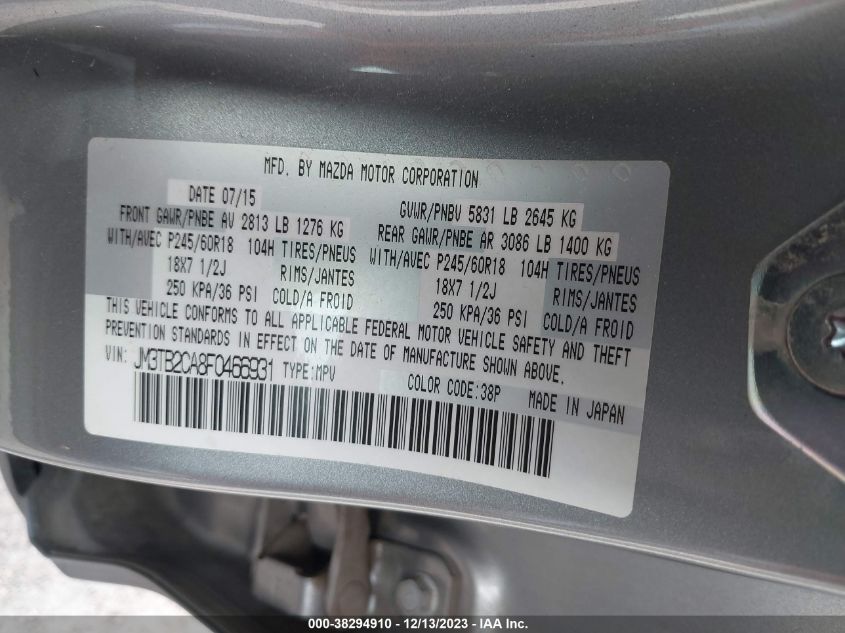 MFD. BY MAZDA MOTOR CORPORATION
DATE 07/15 GVWR/PNBV 5831 LB 2645 KG
FRONT GAWR/PNBE AV 2813 LB 1276 KG REAR GAWR/PNBE AR 3086 LB 1400 KG
WITH/AVEC P245/60R18 104H TIRES/PNEUS WITH/AVEC P245/60R18 104H TIRES/PNEUS
18X7 1/2J RIMS/JANTES 18X7 1/2J RIMS/JANTES
250 KPA/36 PSI COLD/A FROID 250 KPA/36 PSI COLD/A FROID
THIS VEHICLE CONFORMS TO ALL APPLICABLE FEDERAL MOTOR VEHICLE SAFETY AND THEFT
PREVENTION STANDARDS IN EFFECT ON THE DATE OF MANUFACTURE SHOWN ABOVE.
VIN: JM3TB2CA8F0466931 TYPE:MPV COLOR CODE:38P MADE IN JAPAN
000-38294910 - 12/13/2023 - IAA Inc.